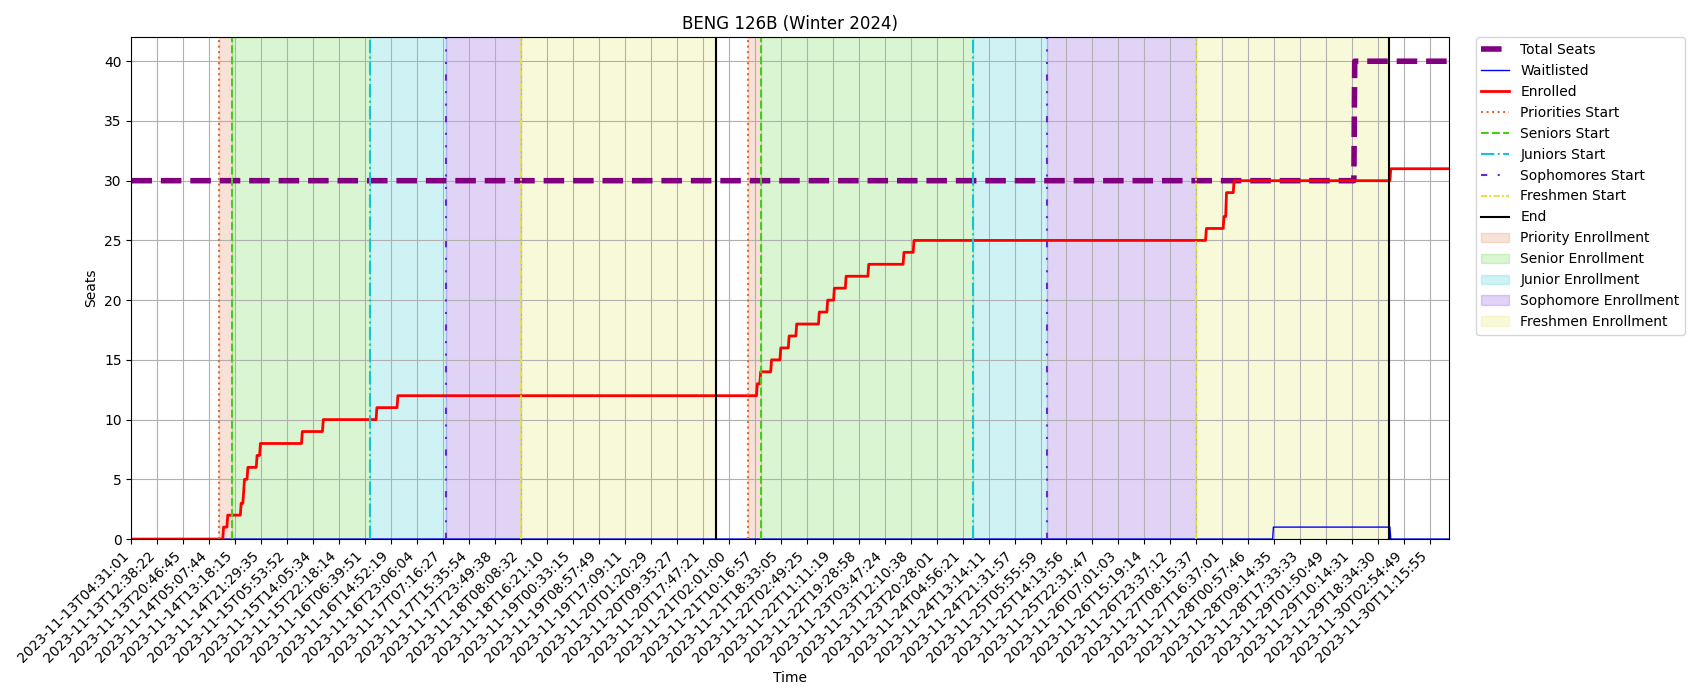 BENG 126B (Winter 2024)
Seats
40
35
30
25
20
15
10
5
0
2023-11-13T04:31:01
2023-11-13T12:38:22
2023-11-13T20:46:45
2023-11-14T05:07:44
2023-11-14T13:18:15
2023-11-14T21:29:35
2023-11-15T05:53:52
2023-11-15T14:05:34
2023-11-15T22:18:14
2023-11-16T06:39:51
2023-11-16T14:52:19
2023-11-16T23:06:04
2023-11-17T07:16:27
2023-11-17T15:35:54
2023-11-17T23:49:38
2023-11-18T08:08:32
2023-11-18T16:21:10
2023-11-19T00:33:15
2023-11-19T08:57:49
2023-11-19T17:09:11
2023-11-20T01:20:29
2023-11-20T09:35:27
2023-11-20T17:47:21
2023-11-21T02:01:00
2023-11-21T10:16:57
2023-11-21T18:33:05
2023-11-22T02:49:25
2023-11-22T11:11:19
2023-11-22T19:28:58
2023-11-23T03:47:24
2023-11-23T12:10:38
2023-11-23T20:28:01
2023-11-24T04:56:21
2023-11-24T13:14:11
2023-11-24T21:31:57
2023-11-25T05:55:59
2023-11-25T14:13:56
2023-11-25T22:31:47
2023-11-26T07:01:03
2023-11-26T15:19:14
2023-11-26T23:37:12
2023-11-27T08:15:37
2023-11-27T16:37:01
2023-11-28T00:57:46
2023-11-28T09:14:35
2023-11-28T17:33:33
2023-11-29T01:50:49
2023-11-29T10:14:31
2023-11-29T18:34:30
2023-11-30T02:54:49
2023-11-30T11:15:55
Time
Total Seats
Waitlisted
Enrolled
Priorities Start
Seniors Start
Juniors Start
Sophomores Start
Freshmen Start
End
Priority Enrollment
Senior Enrollment
Junior Enrollment
Sophomore Enrollment
Freshmen Enrollment